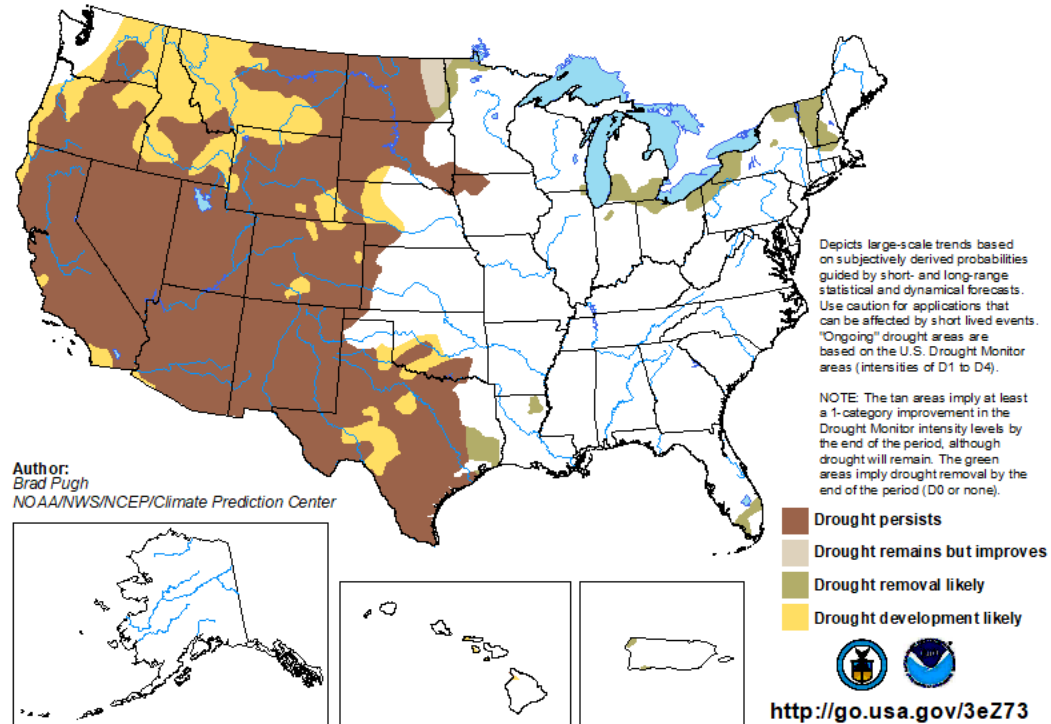 Depicts large-scale trends based
on subjectively derived probabilities
guided by short- and long-range
statistical and dynamical forecasts.
Use caution for applications that
can be affected by short lived events.
"Ongoing" drought areas are
based on the U.S. Drought Monitor
areas (intensities of D1 to D4).
NOTE: The tan areas imply at least
a 1-category improvement in the
Drought Monitor intensity levels by
the end of the period, although
drought will remain. The green
areas imply drought removal by the
end of the period (D0 or none).
Author:
Brad Pugh
NOAA/NWS/NCEP/Climate Prediction Center
Drought persists
Drought remains but improves
Drought removal likely
Drought development likely
http://go.usa.gov/3eZ73